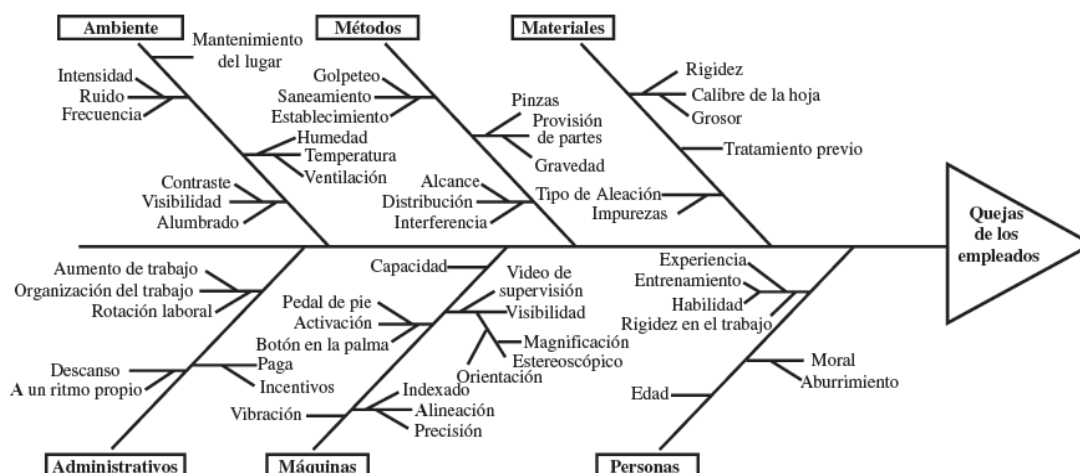 Ambiente
Métodos
Materiales
Mantenimiento
del lugar
Intensidad
Ruido
Frecuencia
Humedad
Temperatura
Ventilación
Contraste
Visibilidad
Alumbrado
Golpeteo
Saneamiento
Establecimiento
Pinzas
Provisión
de partes
Gravedad
Alcance
Distribución
Interferencia
Rigidez
Calibre de la hoja
Grosor
Tratamiento previo
Tipo de Aleación
Impurezas
Quejas
de los
empleados
Aumento de trabajo
Organización del trabajo
Rotación laboral
Paga
Incentivos
Descanso
A un ritmo propio
Capacidad
Video de
supervisión
Visibilidad
Magnificación
Estereoscópico
Orientación
Pedal de pie
Activación
Botón en la palma
Indexado
Alineación
Precisión
Vibración
Experiencia
Entrenamiento
Habilidad
Rigidez en el trabajo
Moral
Aburrimiento
Edad
Administrativos
Máquinas
Personas